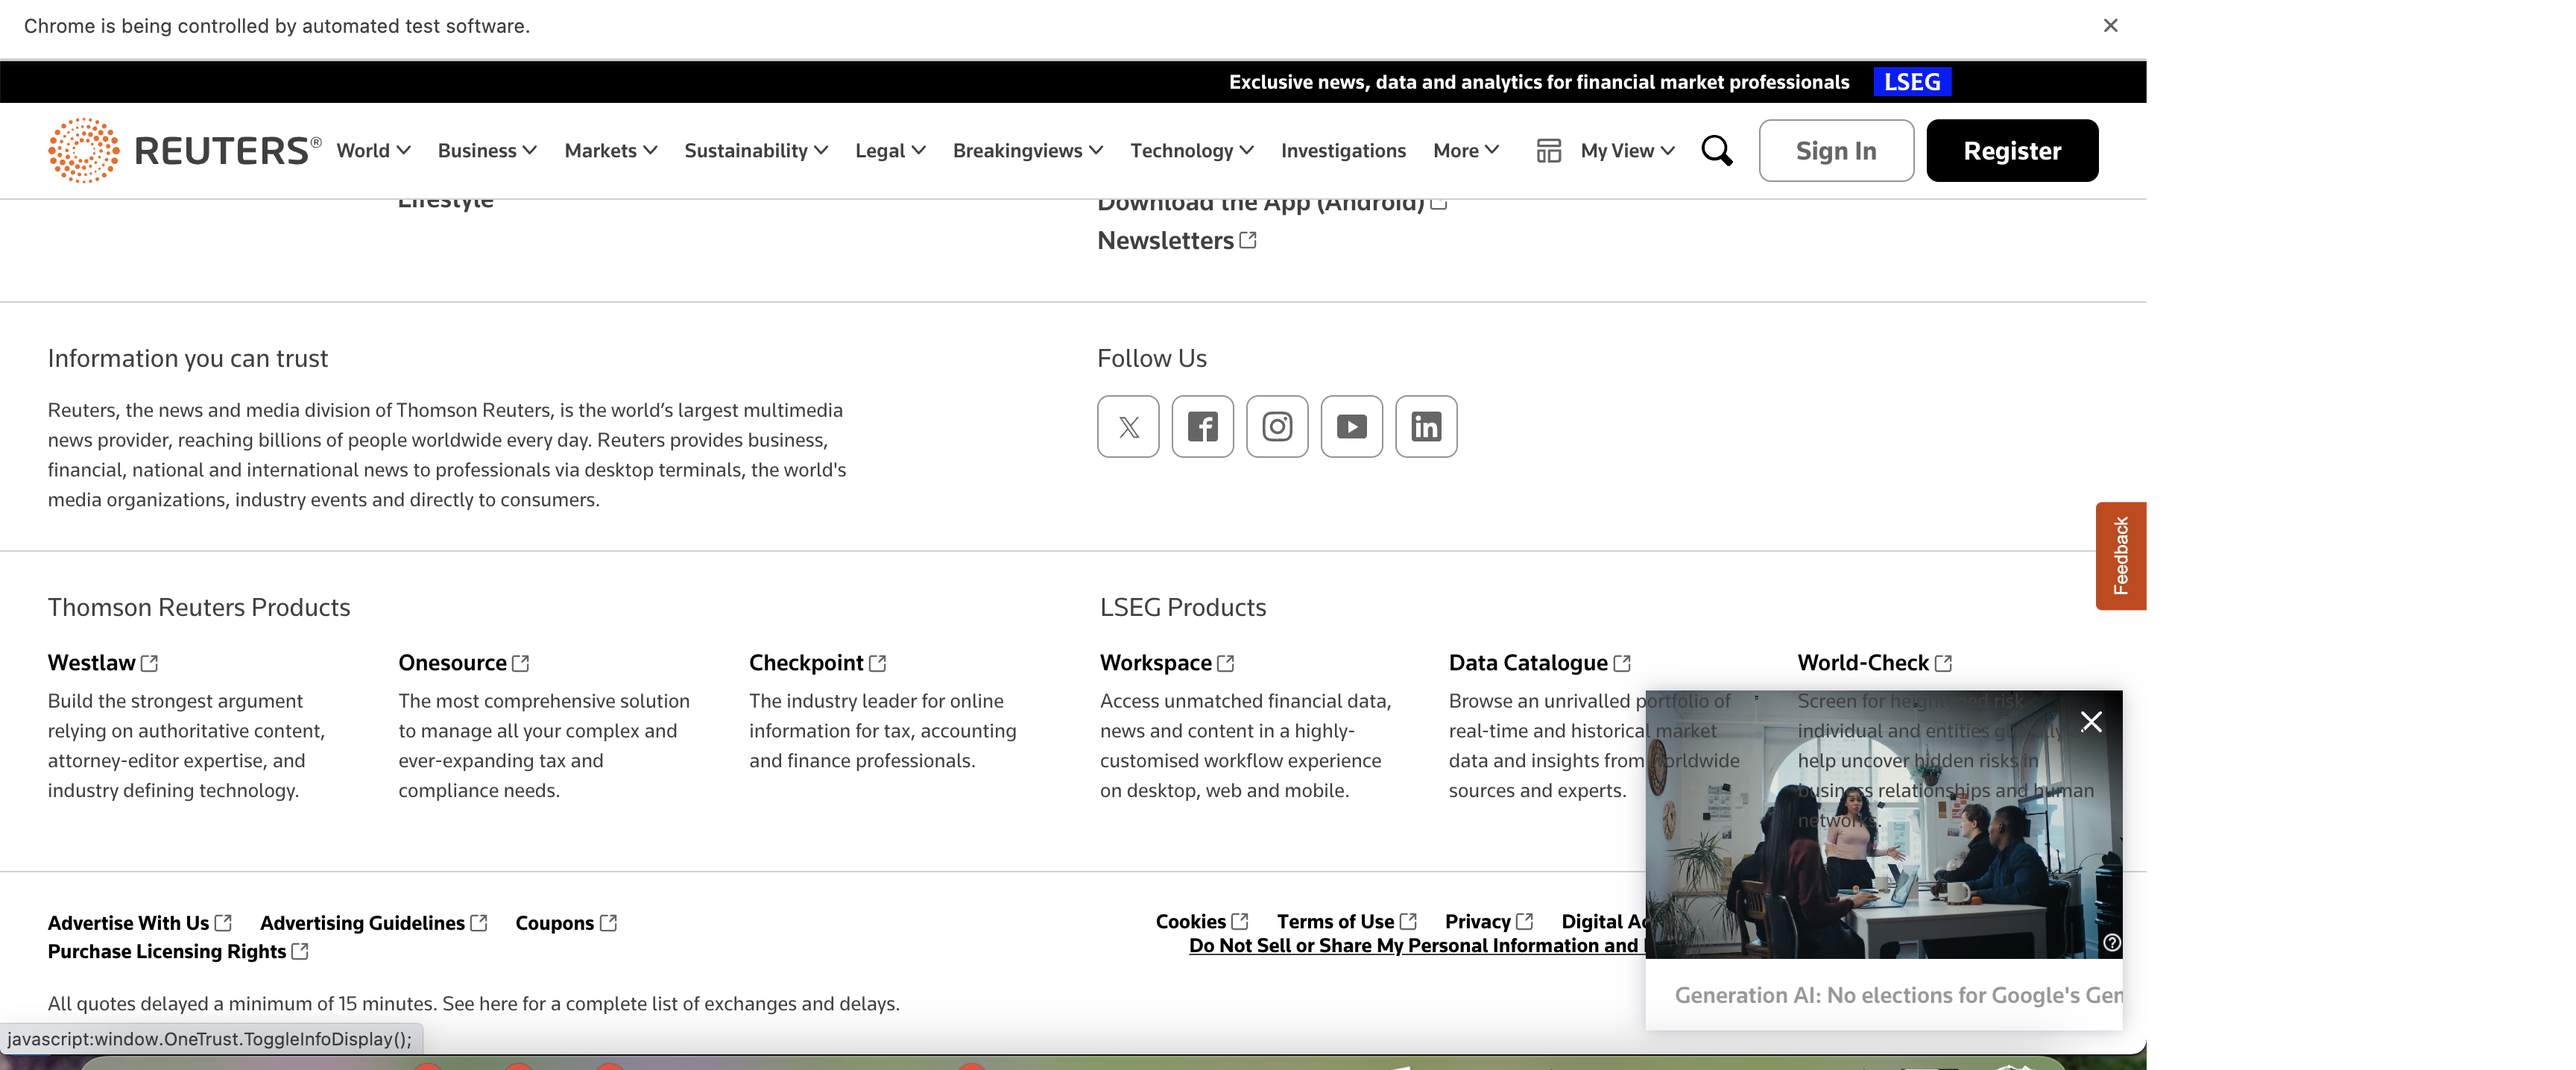 Chrome is being controlled by automated test software.
Exclusive news, data and analytics for financial market professionals LSEG
REUTERS® World Business Markets Sustainability Legal Breakingviews Technology Investigations More My View Sign In Register
Lifestyle
Download the App (Android)
Newsletters
Information you can trust
Reuters, the news and media division of Thomson Reuters, is the world’s largest multimedia
news provider, reaching billions of people worldwide every day. Reuters provides business,
financial, national and international news to professionals via desktop terminals, the world's
media organizations, industry events and directly to consumers.
Follow Us
Feedback
Thomson Reuters Products
Westlaw
Build the strongest argument
relying on authoritative content,
attorney-editor expertise, and
industry defining technology.
Onesource
The most comprehensive solution
to manage all your complex and
ever-expanding tax and
compliance needs.
Checkpoint
The industry leader for online
information for tax, accounting
and finance professionals.
LSEG Products
Workspace
Access unmatched financial data,
news and content in a highly-
customised workflow experience
on desktop, web and mobile.
Data Catalogue
Browse an unrivalled portfolio of
real-time and historical market
data and insights from worldwide
sources and experts.
World-Check
Screen for heightened risk
individual and entities globally
help uncover hidden risks in
business relationships and human
networks.
Advertise With Us Advertising Guidelines Coupons
Purchase Licensing Rights
Cookies Terms of Use Privacy Digital
Do Not Sell or Share My Personal Information and
All quotes delayed a minimum of 15 minutes. See here for a complete list of exchanges and delays.
Generation AI: No elections for Google's
javascript:window.OneTrust.ToggleInfoDisplay();